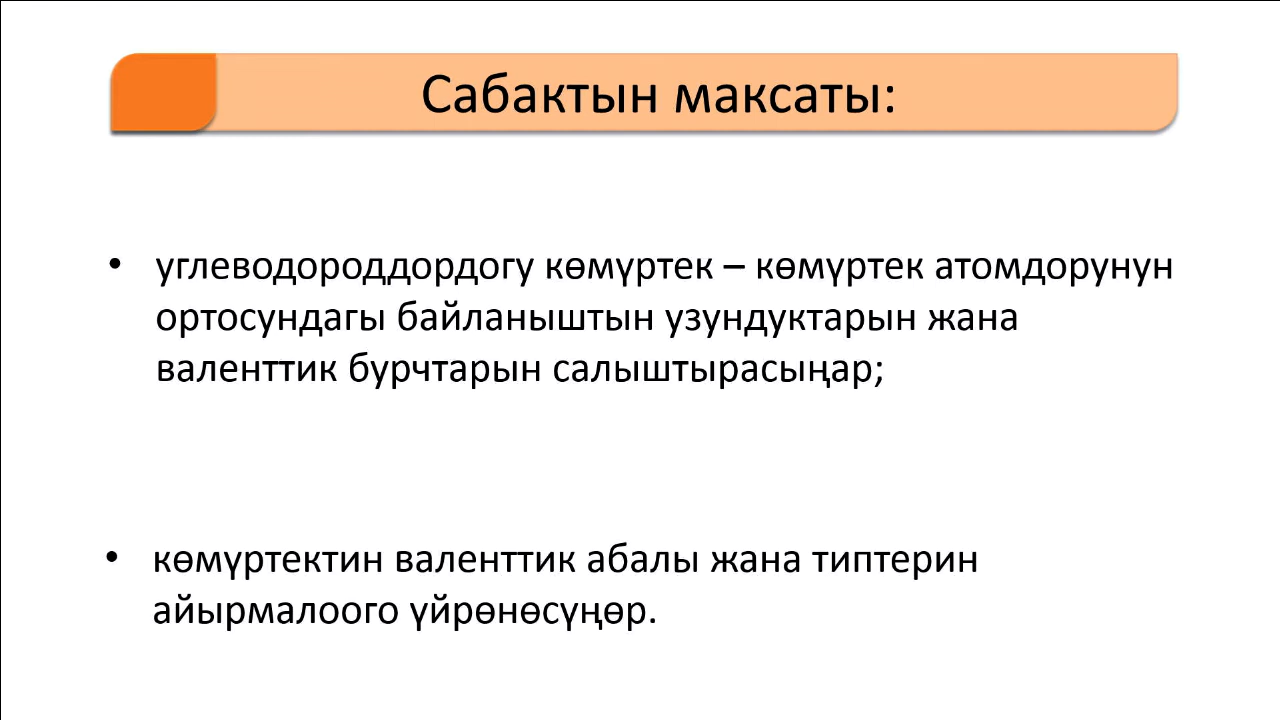 Сабактын максаты:
• углеводороддордогу көмүртек – көмүртек атомдорунун
ортосундагы байланыштын узундуктарын жана
валенттик бурчтарын салыштырасыңар;
• көмүртектин валенттик абалы жана типтерин
айырмалоого үйрөнөсүңөр.